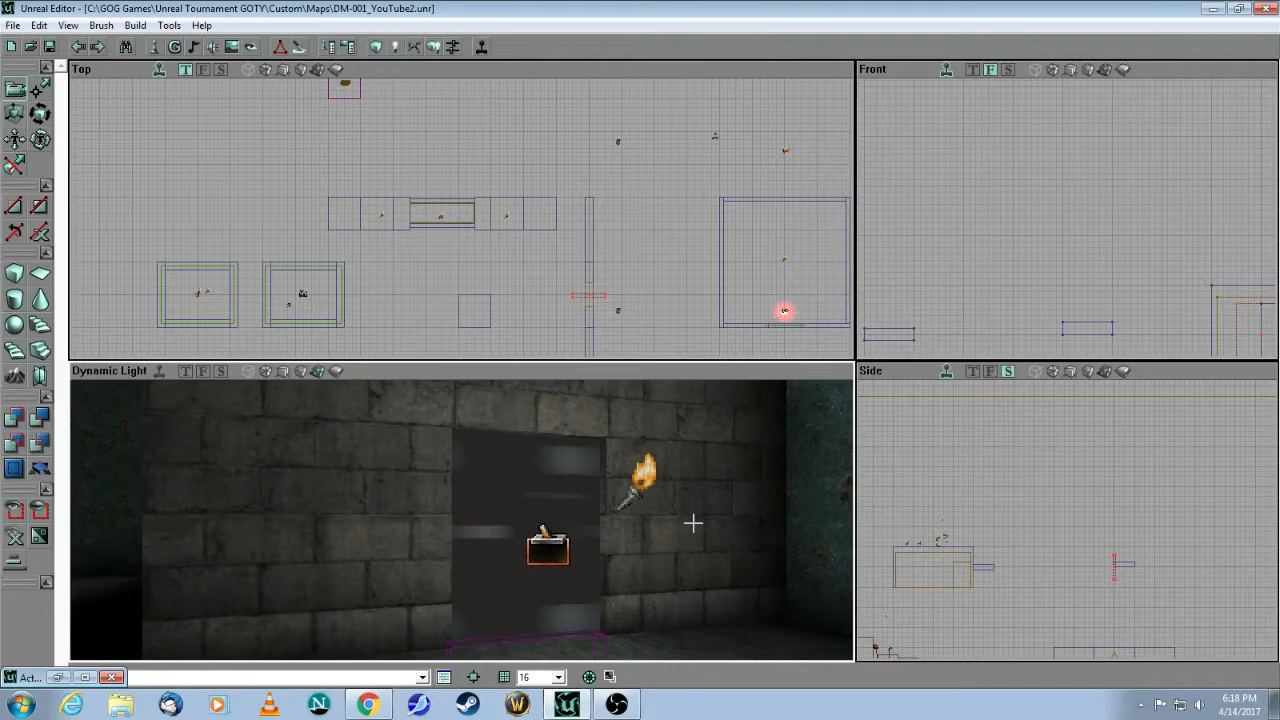 Unreal Editor - [C:\GOG Games\Unreal Tournament GOTY\Custom\Maps\DM-001_YouTube2.unr]
File Edit View Brush Build Tools Help
Top T F S
Front T F S
Dynamic Light T F S
Side T F S
Act...
16
6:18 PM
4/14/2017